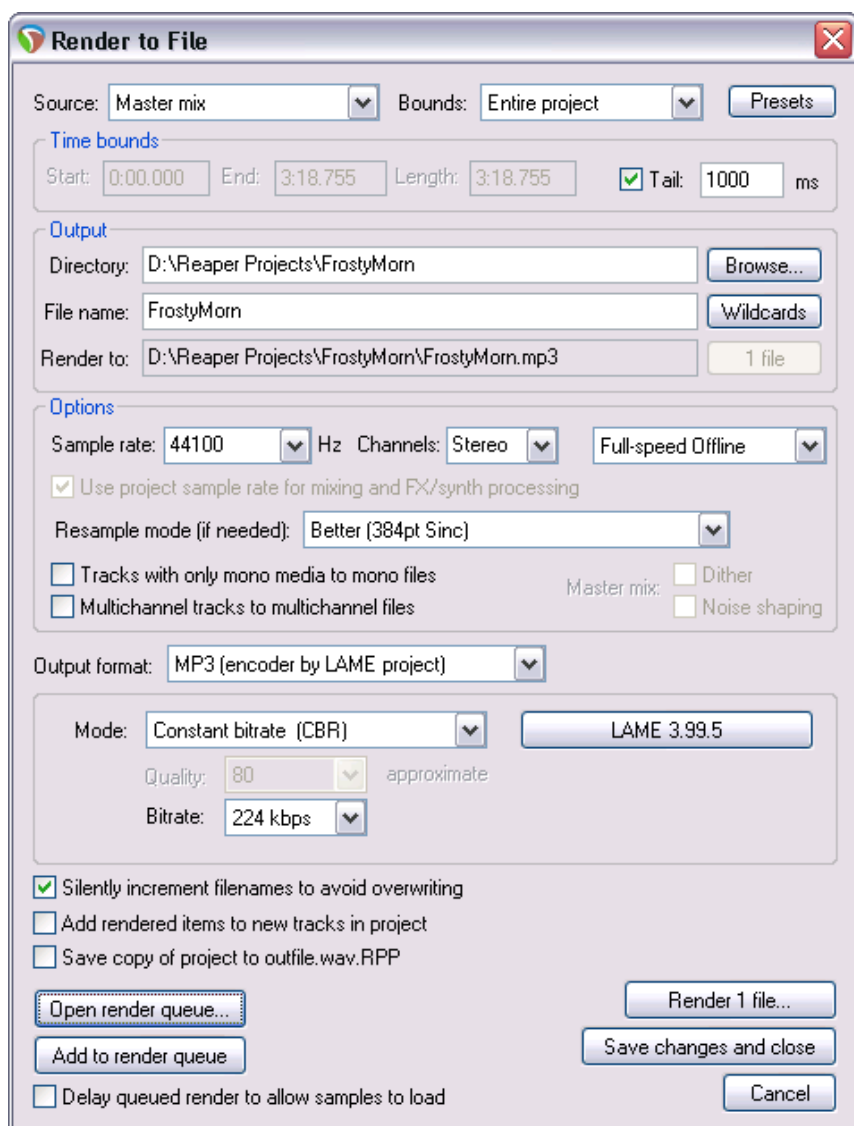 Render to File
Source: Master mix Bounds: Entire project Presets
Time bounds
Start: 0:00.000 End: 3:18.755 Length: 3:18.755 Tail: 1000 ms
Output
Directory: D:\Reaper Projects\FrostyMorn Browse...
File name: FrostyMorn Wildcards
Render to: D:\Reaper Projects\FrostyMorn\FrostyMorn.mp3 1 file
Options
Sample rate: 44100 Hz Channels: Stereo Full-speed Offline
Use project sample rate for mixing and FX/synth processing
Resample mode (if needed): Better (384pt Sinc)
Tracks with only mono media to mono files
Master mix: Dither
Multichannel tracks to multichannel files Noise shaping
Output format: MP3 (encoder by LAME project)
Mode: Constant bitrate (CBR) LAME 3.99.5
Quality: 80 approximate
Bitrate: 224 kbps
Silently increment filenames to avoid overwriting
Add rendered items to new tracks in project
Save copy of project to outfile.wav.RPP
Open render queue... Render 1 file...
Add to render queue Save changes and close
Delay queued render to allow samples to load Cancel